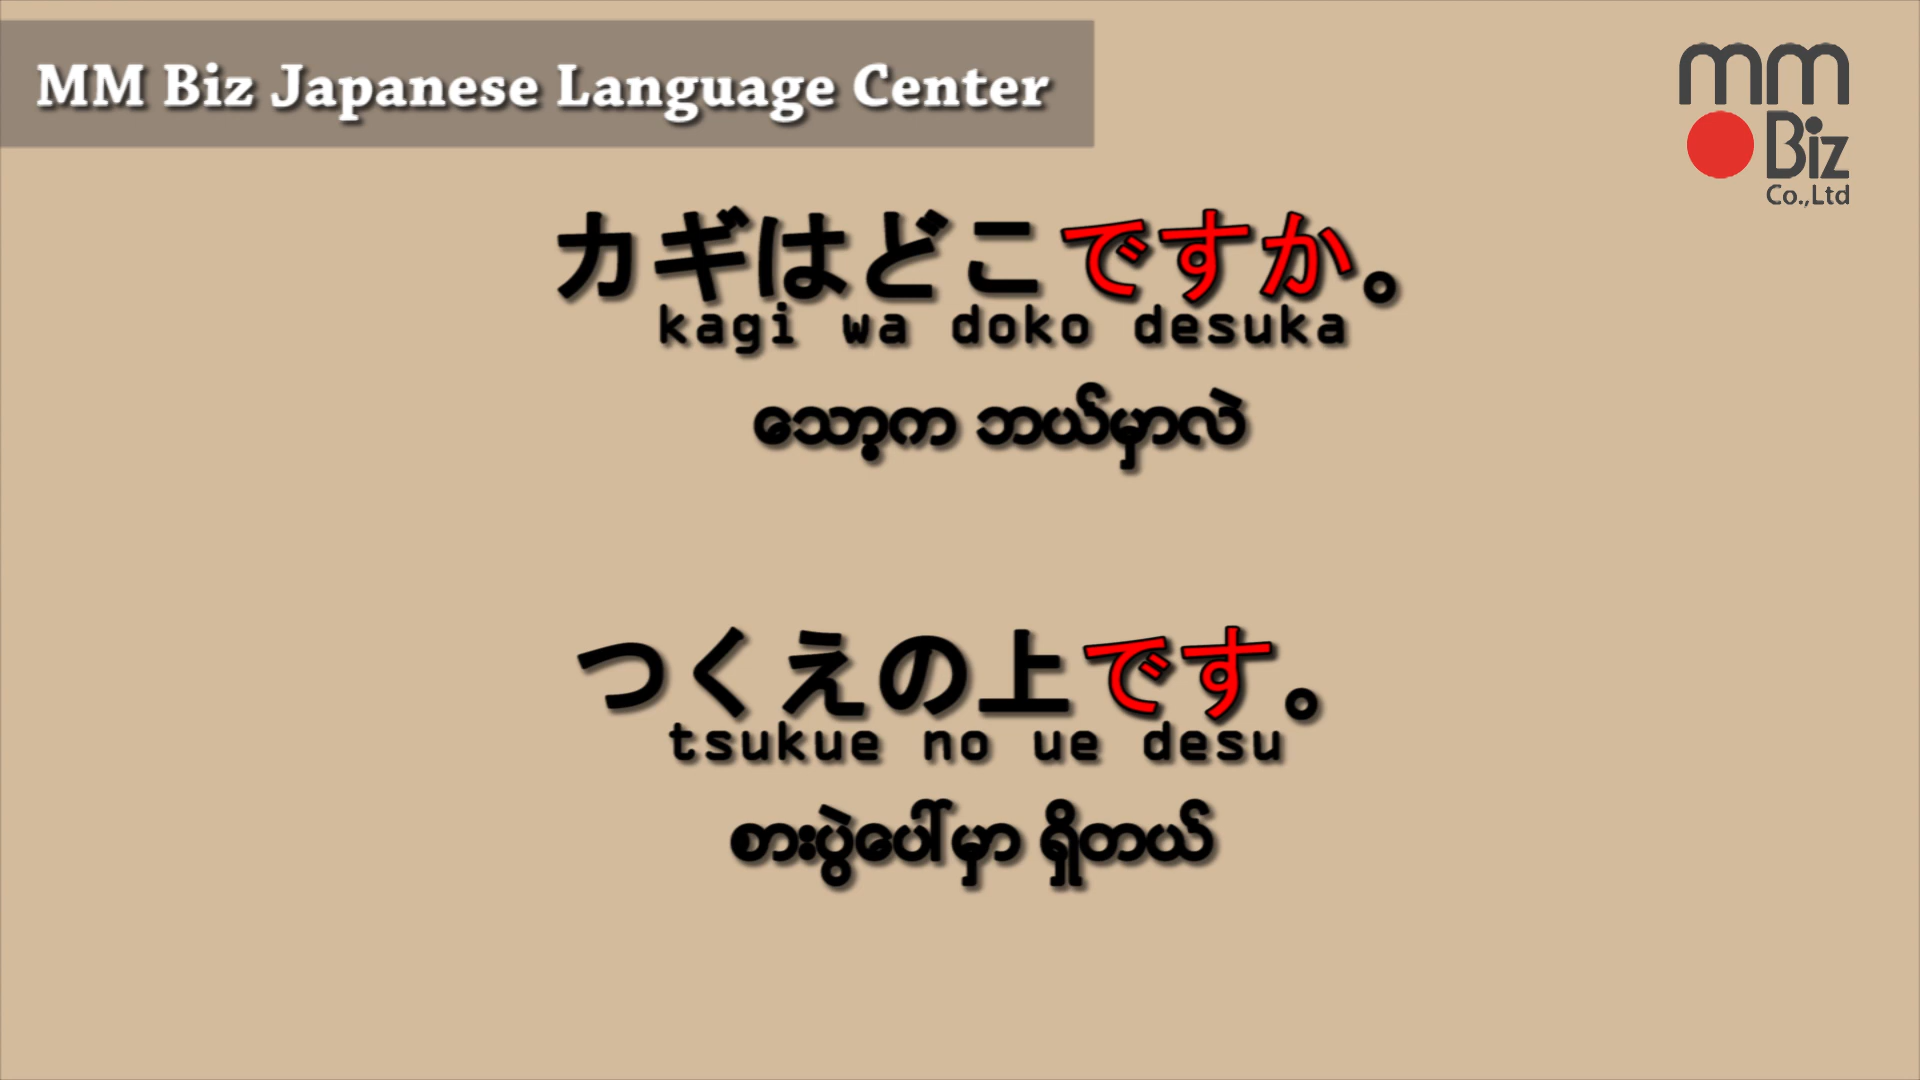 MM Biz Japanese Language Center
mm
Biz
Co.,Ltd
カギはどこですか。
kagi wa doko desuka
သော့က ဘယ်မှာလဲ
つくえの上です。
tsukue no ue desu
စားပွဲပေါ်မှာ ရှိတယ်